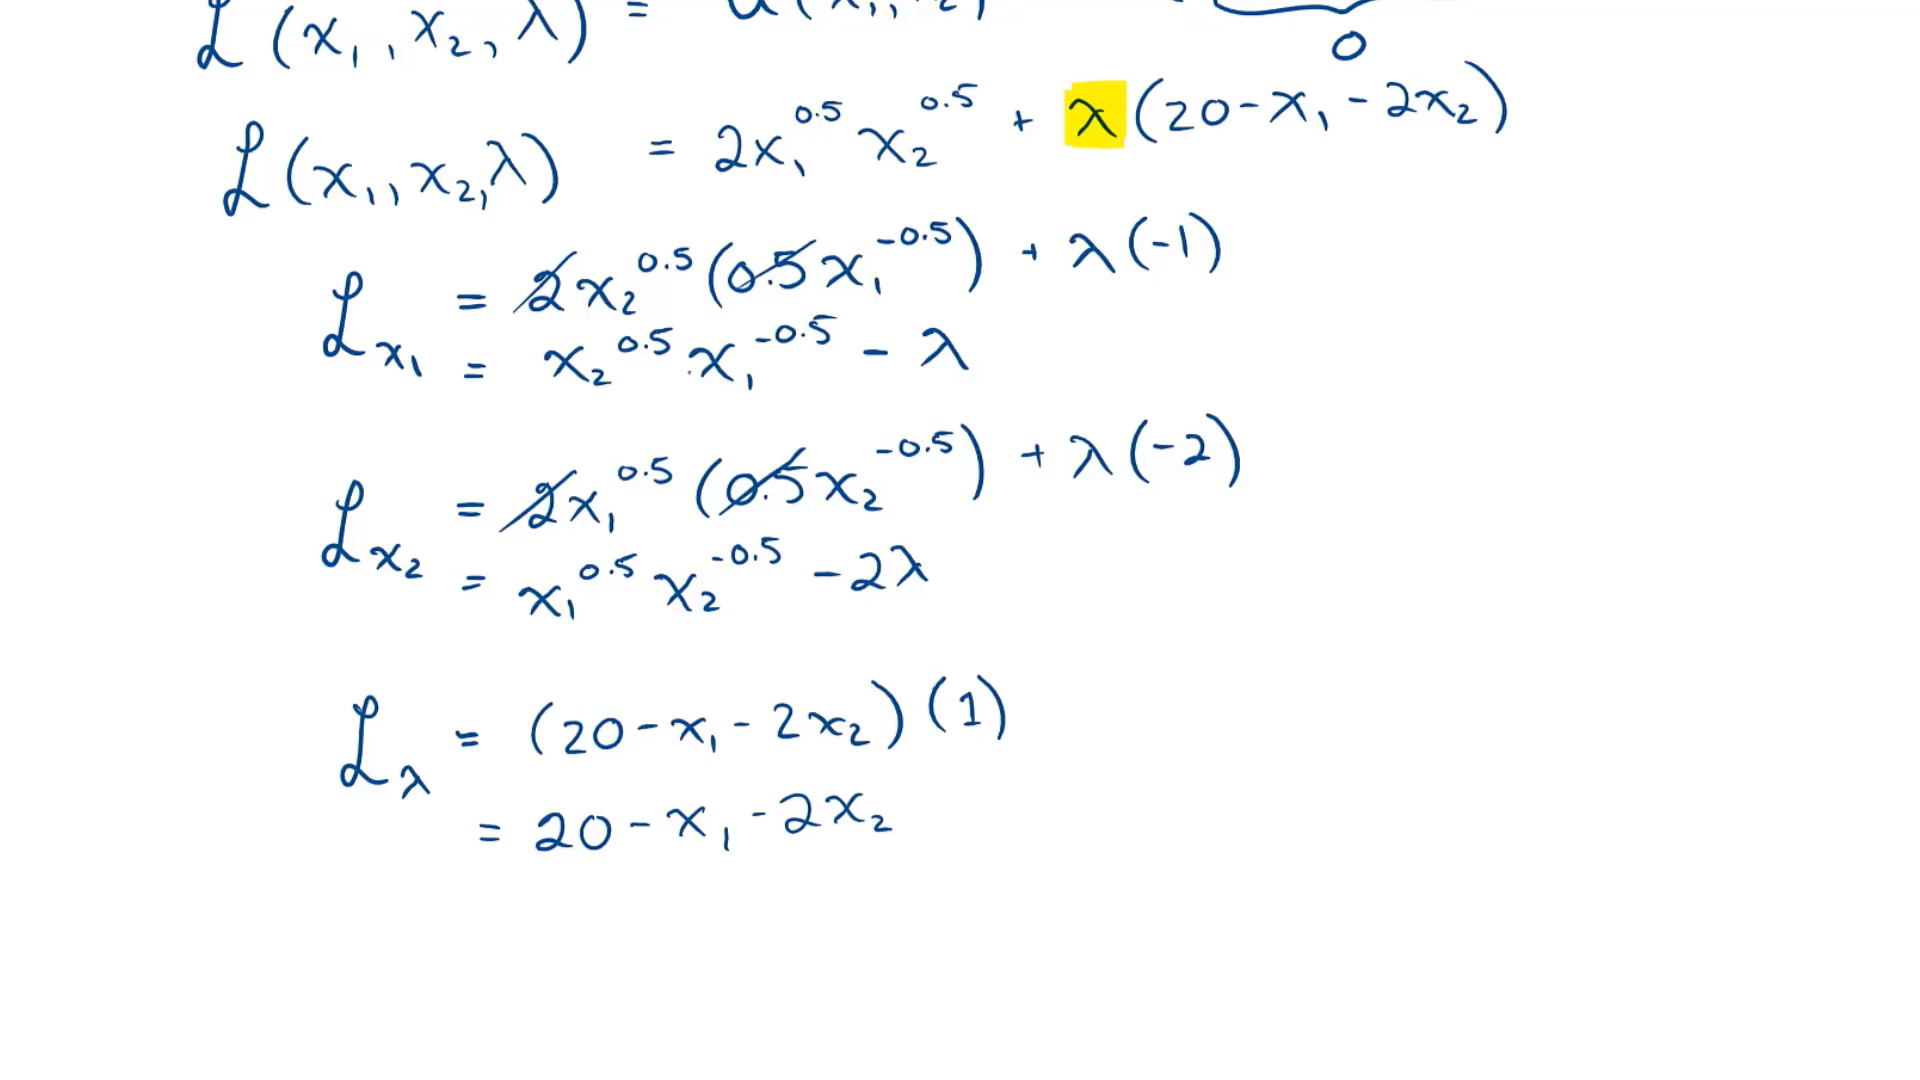 ℒ(x₁, x₂, λ) =
0
ℒ(x₁, x₂, λ) = 2x₁^0.5 x₂^0.5 + λ(20 - x₁ - 2x₂)
ℒₓ₁ = 2x₂^0.5 (0.5x₁^-0.5) + λ(-1)
= x₂^0.5 x₁^-0.5 - λ
ℒₓ₂ = 2x₁^0.5 (0.5x₂^-0.5) + λ(-2)
= x₁^0.5 x₂^-0.5 - 2λ
ℒ_λ = (20 - x₁ - 2x₂)(1)
= 20 - x₁ - 2x₂